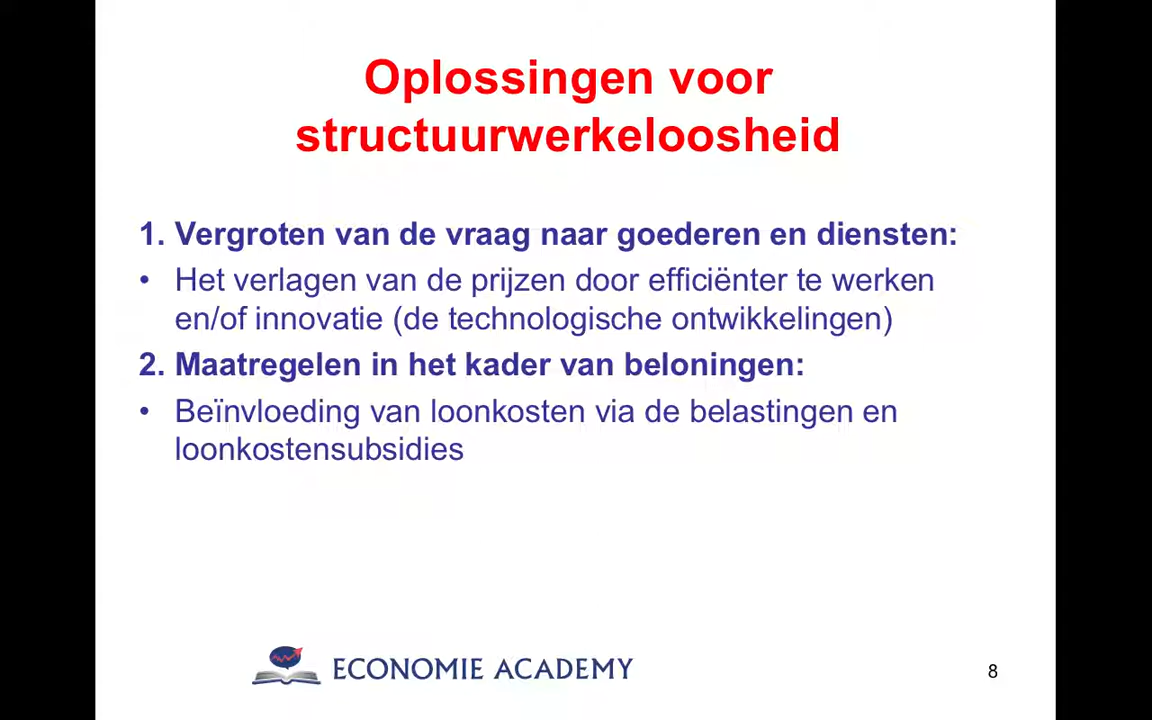 Oplossingen voor
structuurwerkeloosheid
1. Vergroten van de vraag naar goederen en diensten:
• Het verlagen van de prijzen door efficiënter te werken
en/of innovatie (de technologische ontwikkelingen)
2. Maatregelen in het kader van beloningen:
• Beïnvloeding van loonkosten via de belastingen en
loonkostensubsidies
ECONOMIE ACADEMY
8